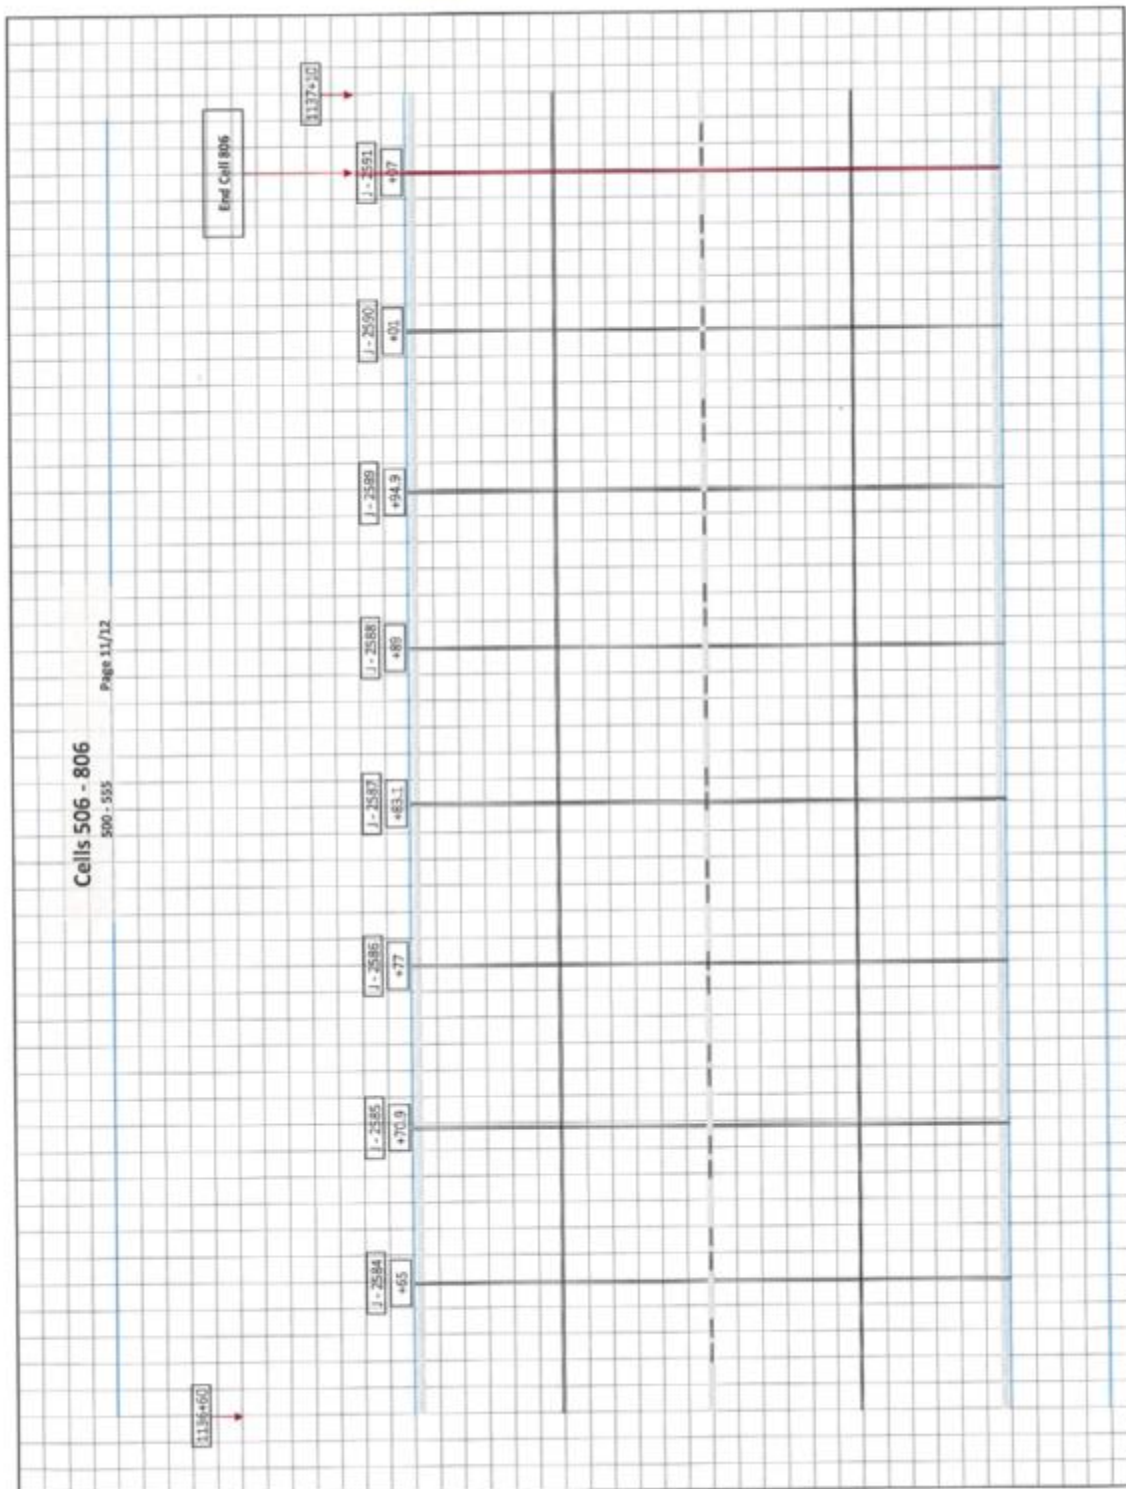 Cells 506 - 806
500 - 555 Page 11/12
End Cell 806
1136+60
1137+10
J - 2584
+65
J - 2585
+70.9
J - 2586
+77
J - 2587
+83.1
J - 2588
+89
J - 2589
+94.9
J - 2590
+01
J - 2591
+07